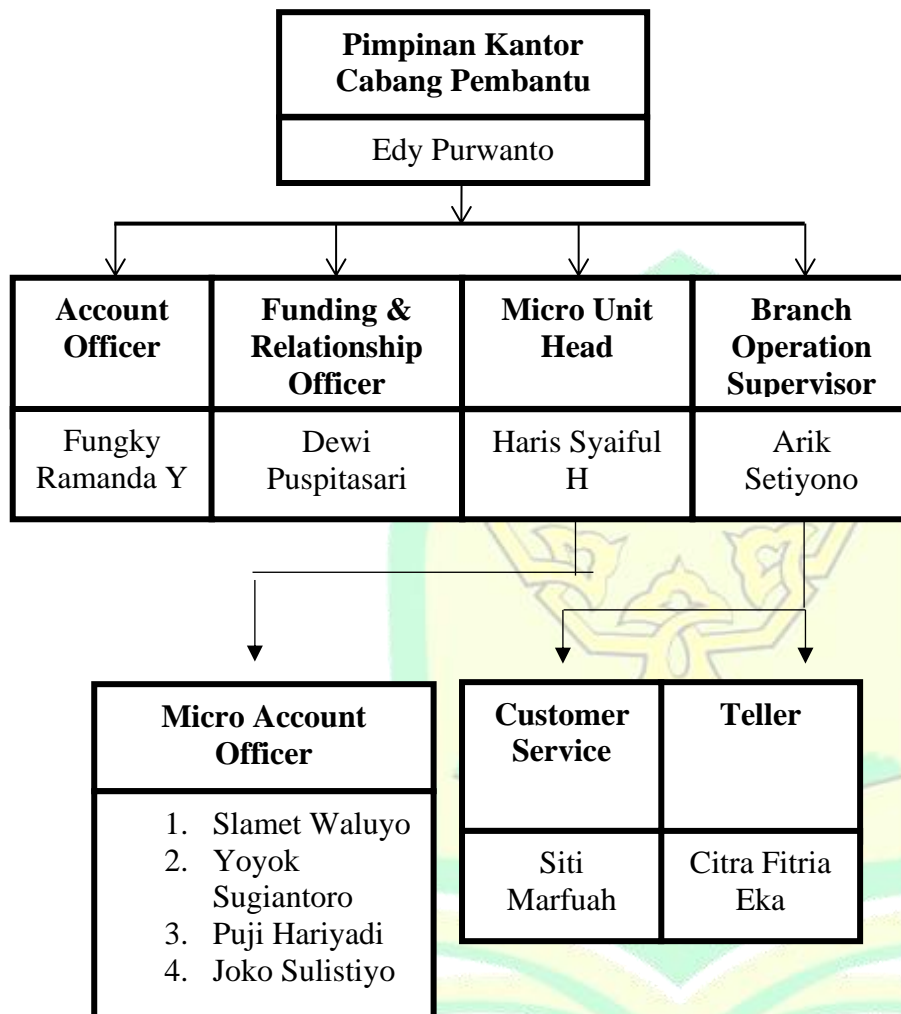 Pimpinan Kantor
Cabang Pembantu
Edy Purwanto
Account
Officer
Funding &
Relationship
Officer
Micro Unit
Head
Branch
Operation
Supervisor
Fungky
Ramanda Y
Dewi
Puspitasari
Haris Syaiful
H
Arik
Setiyono
Micro Account
Officer
1. Slamet Waluyo
2. Yoyok
Sugiantoro
3. Puji Hariyadi
4. Joko Sulistiyo
Customer
Service
Teller
Siti
Marfuah
Citra Fitria
Eka